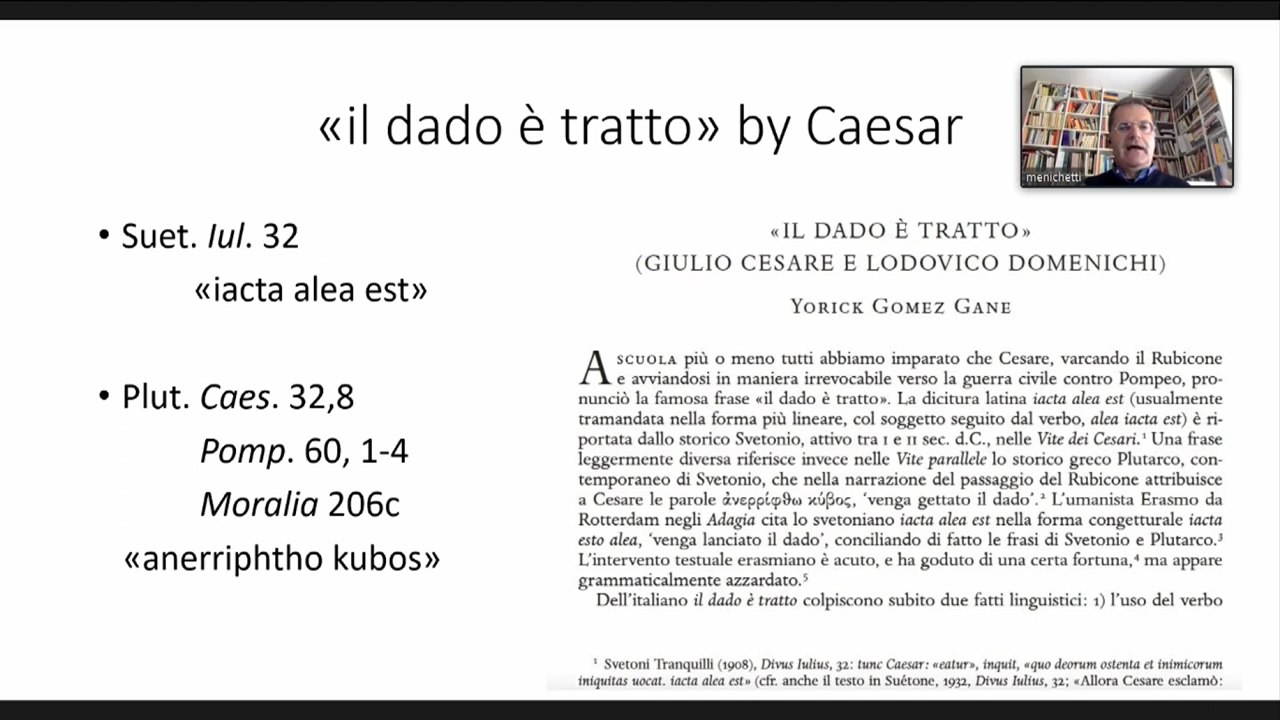 «il dado è tratto» by Caesar
menichetti
• Suet. Iul. 32
«iacta alea est»
• Plut. Caes. 32,8
Pomp. 60, 1-4
Moralia 206c
«anerriphtho kubos»
«IL DADO È TRATTO»
(GIULIO CESARE E LODOVICO DOMENICHI)
Yorick Gomez Gane
A scuola più o meno tutti abbiamo imparato che Cesare, varcando il Rubicone
e avviandosi in maniera irrevocabile verso la guerra civile contro Pompeo, pro-
nunciò la famosa frase «il dado è tratto». La dicitura latina iacta alea est (usualmente
tramandata nella forma più lineare, col soggetto seguito dal verbo, alea iacta est) è ri-
portata dallo storico Svetonio, attivo tra I e II sec. d.C., nelle Vite dei Cesari.¹ Una frase
leggermente diversa riferisce invece nelle Vite parallele lo storico greco Plutarco, con-
temporaneo di Svetonio, che nella narrazione del passaggio del Rubicone attribuisce
a Cesare le parole ἀνερρίφθω κύβος, ‘venga gettato il dado’.² L’umanista Erasmo da
Rotterdam negli Adagia cita lo svetoniano iacta alea est nella forma congetturale iacta
esto alea, ‘venga lanciato il dado’, conciliando di fatto le frasi di Svetonio e Plutarco.³
L’intervento testuale erasmiano è acuto, e ha goduto di una certa fortuna,⁴ ma appare
grammaticalmente azzardato.⁵
Dell’italiano il dado è tratto colpiscono subito due fatti linguistici: 1) l’uso del verbo
¹ Svetoni Tranquilli (1908), Divus Iulius, 32: tunc Caesar: «eatur», inquit, «quo deorum ostenta et inimicorum
iniquitas uocat. iacta alea est» (cfr. anche il testo in Suétone, 1932, Divus Iulius, 32; «Allora Cesare esclamò: